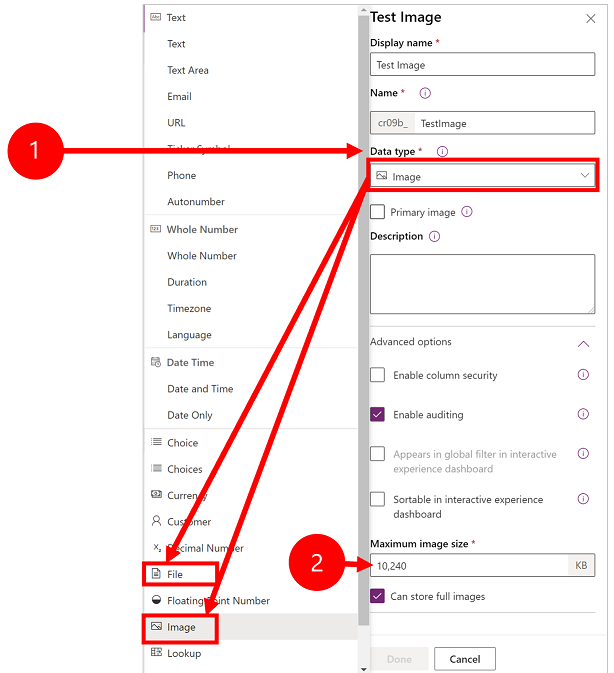 Text
Text
Text Area
Email
URL
Ticker Symbol
Phone
Autonumber
Whole Number
Whole Number
Duration
Timezone
Language
Date Time
Date and Time
Date Only
Choice
Choices
Currency
Customer
Decimal Number
File
Floating Point Number
Image
Lookup
1
Test Image
Display name *
Test Image
Name *
cr09b_ TestImage
Data type *
Image
Primary image
Description
Advanced options
Enable column security
Enable auditing
Appears in global filter in interactive
experience dashboard
Sortable in interactive experience
dashboard
2
Maximum image size *
10,240 KB
Can store full images
Done Cancel